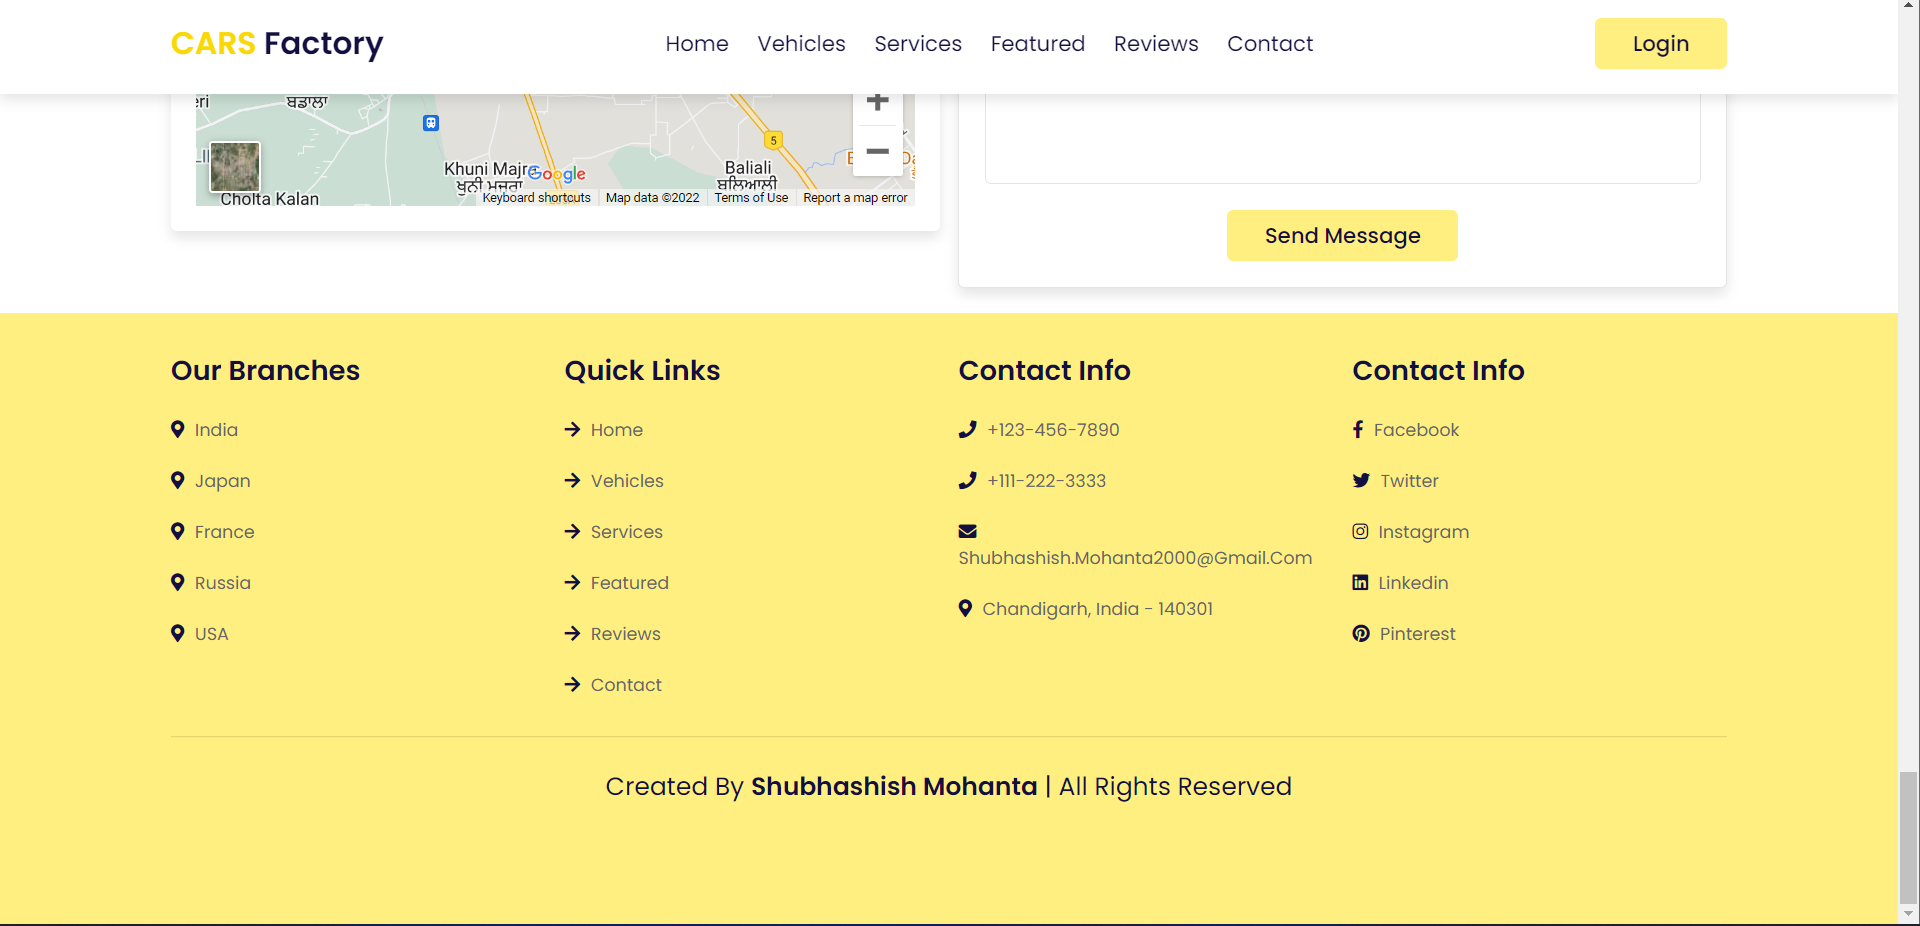 CARS Factory
Home Vehicles Services Featured Reviews Contact
Login
ਬਡਾਲਾ
5
Khuni Majra
ਖੂਨੀ ਮਜਰਾ
Google
Baliali
ਬਲਿਆਲੀ
Cholta Kalan
Keyboard shortcuts Map data ©2022 Terms of Use Report a map error
Send Message
Our Branches
India
Japan
France
Russia
USA
Quick Links
Home
Vehicles
Services
Featured
Reviews
Contact
Contact Info
+123-456-7890
+111-222-3333
Shubhashish.Mohanta2000@Gmail.Com
Chandigarh, India - 140301
Contact Info
Facebook
Twitter
Instagram
Linkedin
Pinterest
Created By Shubhashish Mohanta | All Rights Reserved